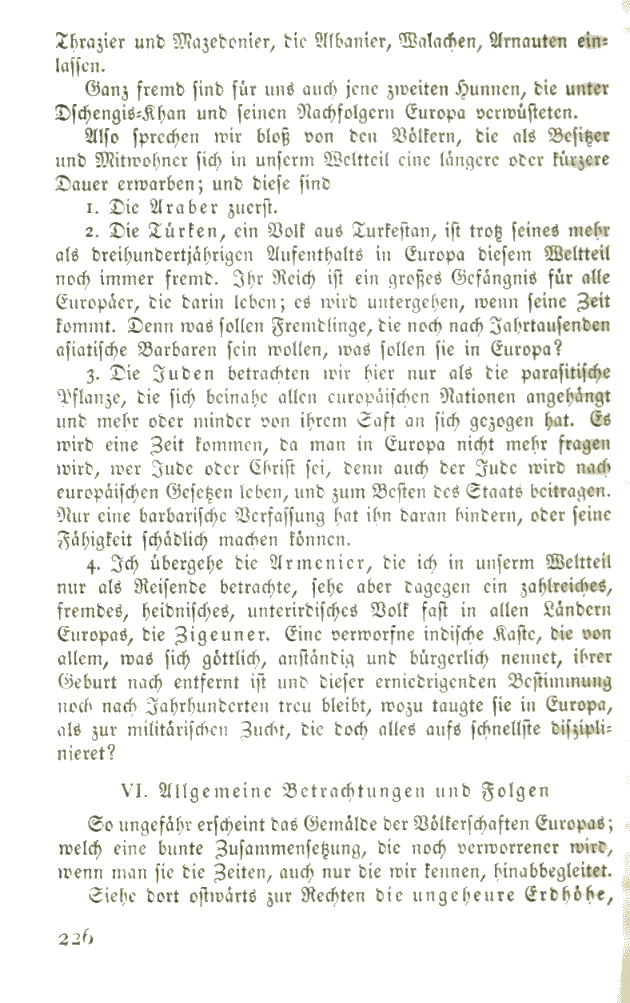 Thrazier und Mazedonier, die Albanier, Walachen, Arnauten ein-
lassen.
Ganz fremd sind für uns auch jene zweiten Hunnen, die unter
Dschengis-Khan und seinen Nachfolgern Europa verwüsteten.
Also sprechen wir bloß von den Völkern, die als Besitzer
und Mitwohner sich in unserm Weltteil eine längere oder kürzere
Dauer erwarben; und diese sind
1. Die Araber zuerst.
2. Die Türken, ein Volk aus Turkestan, ist trotz seines mehr
als dreihundertjährigen Aufenthalts in Europa diesem Weltteil
noch immer fremd. Ihr Reich ist ein großes Gefängnis für alle
Europäer, die darin leben; es wird untergehen, wenn seine Zeit
kommt. Denn was sollen Fremdlinge, die noch nach Jahrtausenden
asiatische Barbaren sein wollen, was sollen sie in Europa?
3. Die Juden betrachten wir hier nur als die parasitische
Pflanze, die sich beinahe allen europäischen Nationen angehängt
und mehr oder minder von ihrem Saft an sich gezogen hat. Es
wird eine Zeit kommen, da man in Europa nicht mehr fragen
wird, wer Jude oder Christ sei, denn auch der Jude wird nach
europäischen Gesetzen leben, und zum Besten des Staats beitragen.
Nur eine barbarische Verfassung hat ihn daran hindern, oder seine
Fähigkeit schädlich machen können.
4. Ich übergehe die Armenier, die ich in unserm Weltteil
nur als Reisende betrachte, sehe aber dagegen ein zahlreiches,
fremdes, heidnisches, unterirdisches Volk fast in allen Ländern
Europas, die Zigeuner. Eine verworfne indische Kaste, die von
allem, was sich göttlich, anständig und bürgerlich nennet, ihrer
Geburt nach entfernt ist und dieser erniedrigenden Bestimmung
noch nach Jahrhunderten treu bleibt, wozu taugte sie in Europa,
als zur militärischen Zucht, die doch alles aufs schnellste diszipli-
nieret?
VI. Allgemeine Betrachtungen und Folgen
So ungefähr erscheint das Gemälde der Völkerschaften Europas;
welch eine bunte Zusammensetzung, die noch verworrener wird,
wenn man sie die Zeiten, auch nur die wir kennen, hinabbegleitet.
Siehe dort ostwärts zur Rechten die ungeheure Erdhöhe,
226